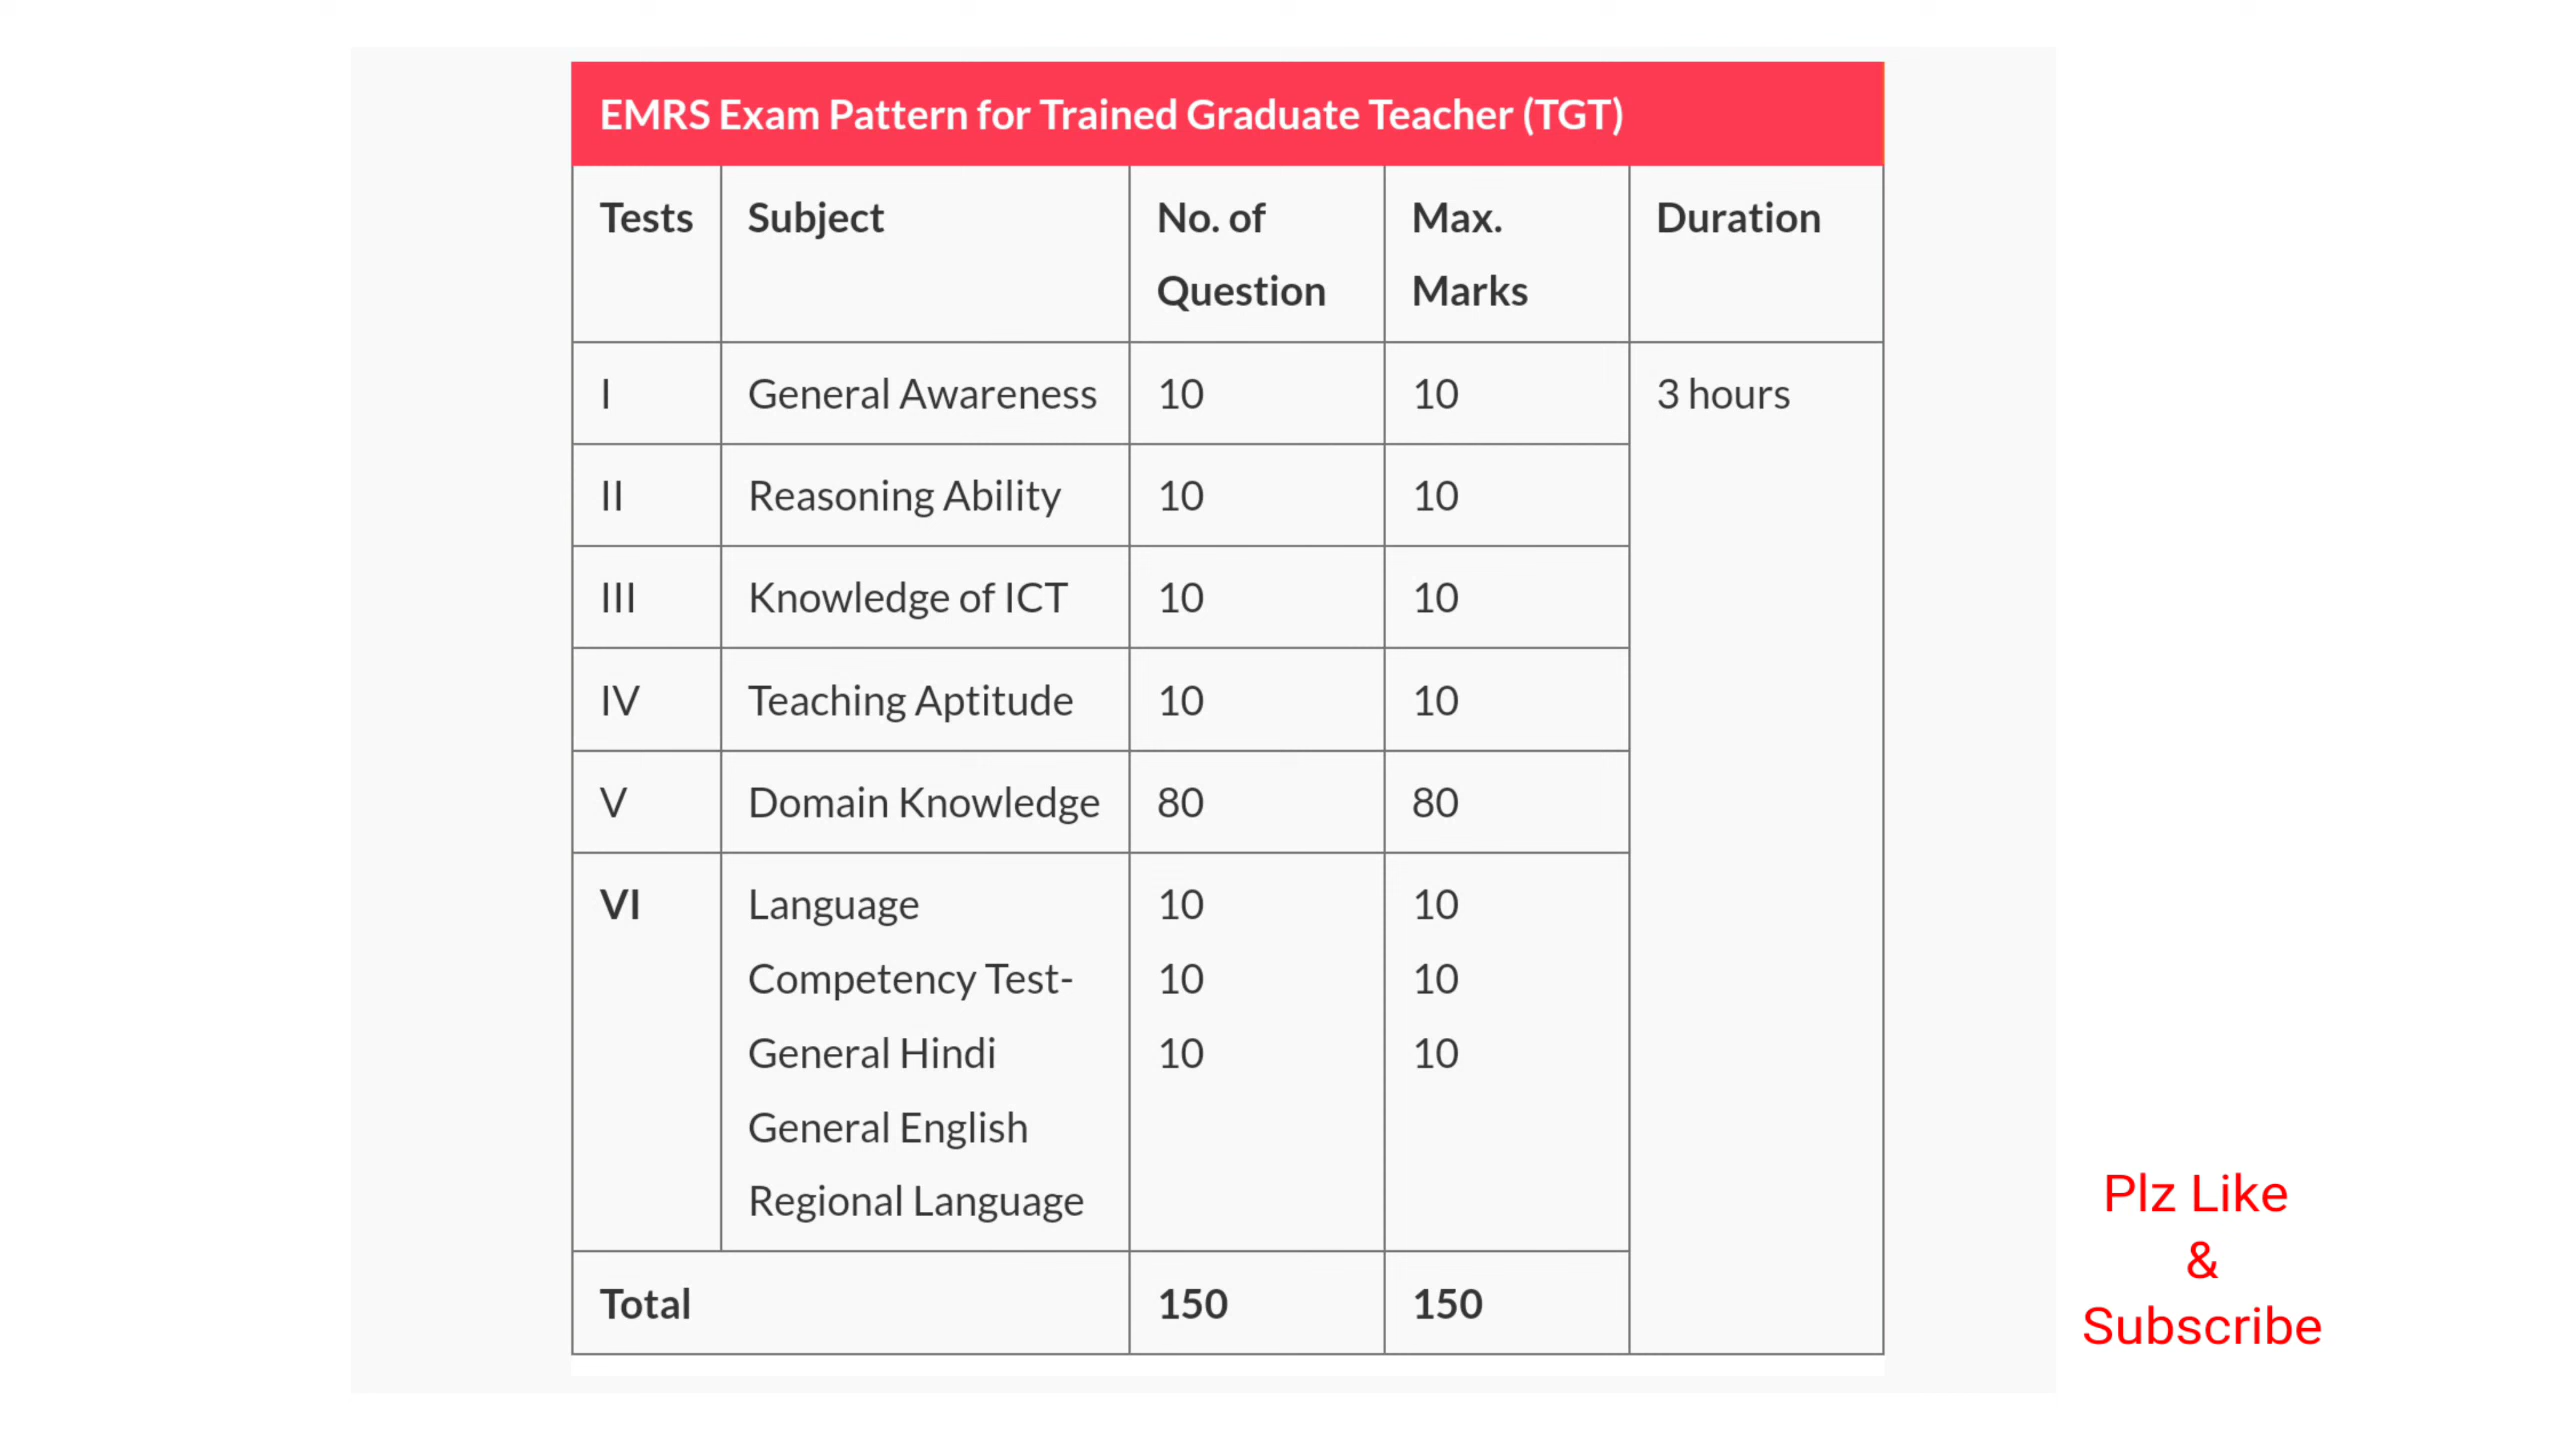 EMRS Exam Pattern for Trained Graduate Teacher (TGT)
Tests Subject No. of Question Max. Marks Duration
I General Awareness 10 10 3 hours
II Reasoning Ability 10 10
III Knowledge of ICT 10 10
IV Teaching Aptitude 10 10
V Domain Knowledge 80 80
VI Language 10 10
Competency Test- 10 10
General Hindi 10 10
General English
Regional Language
Total 150 150
Plz Like
&
Subscribe